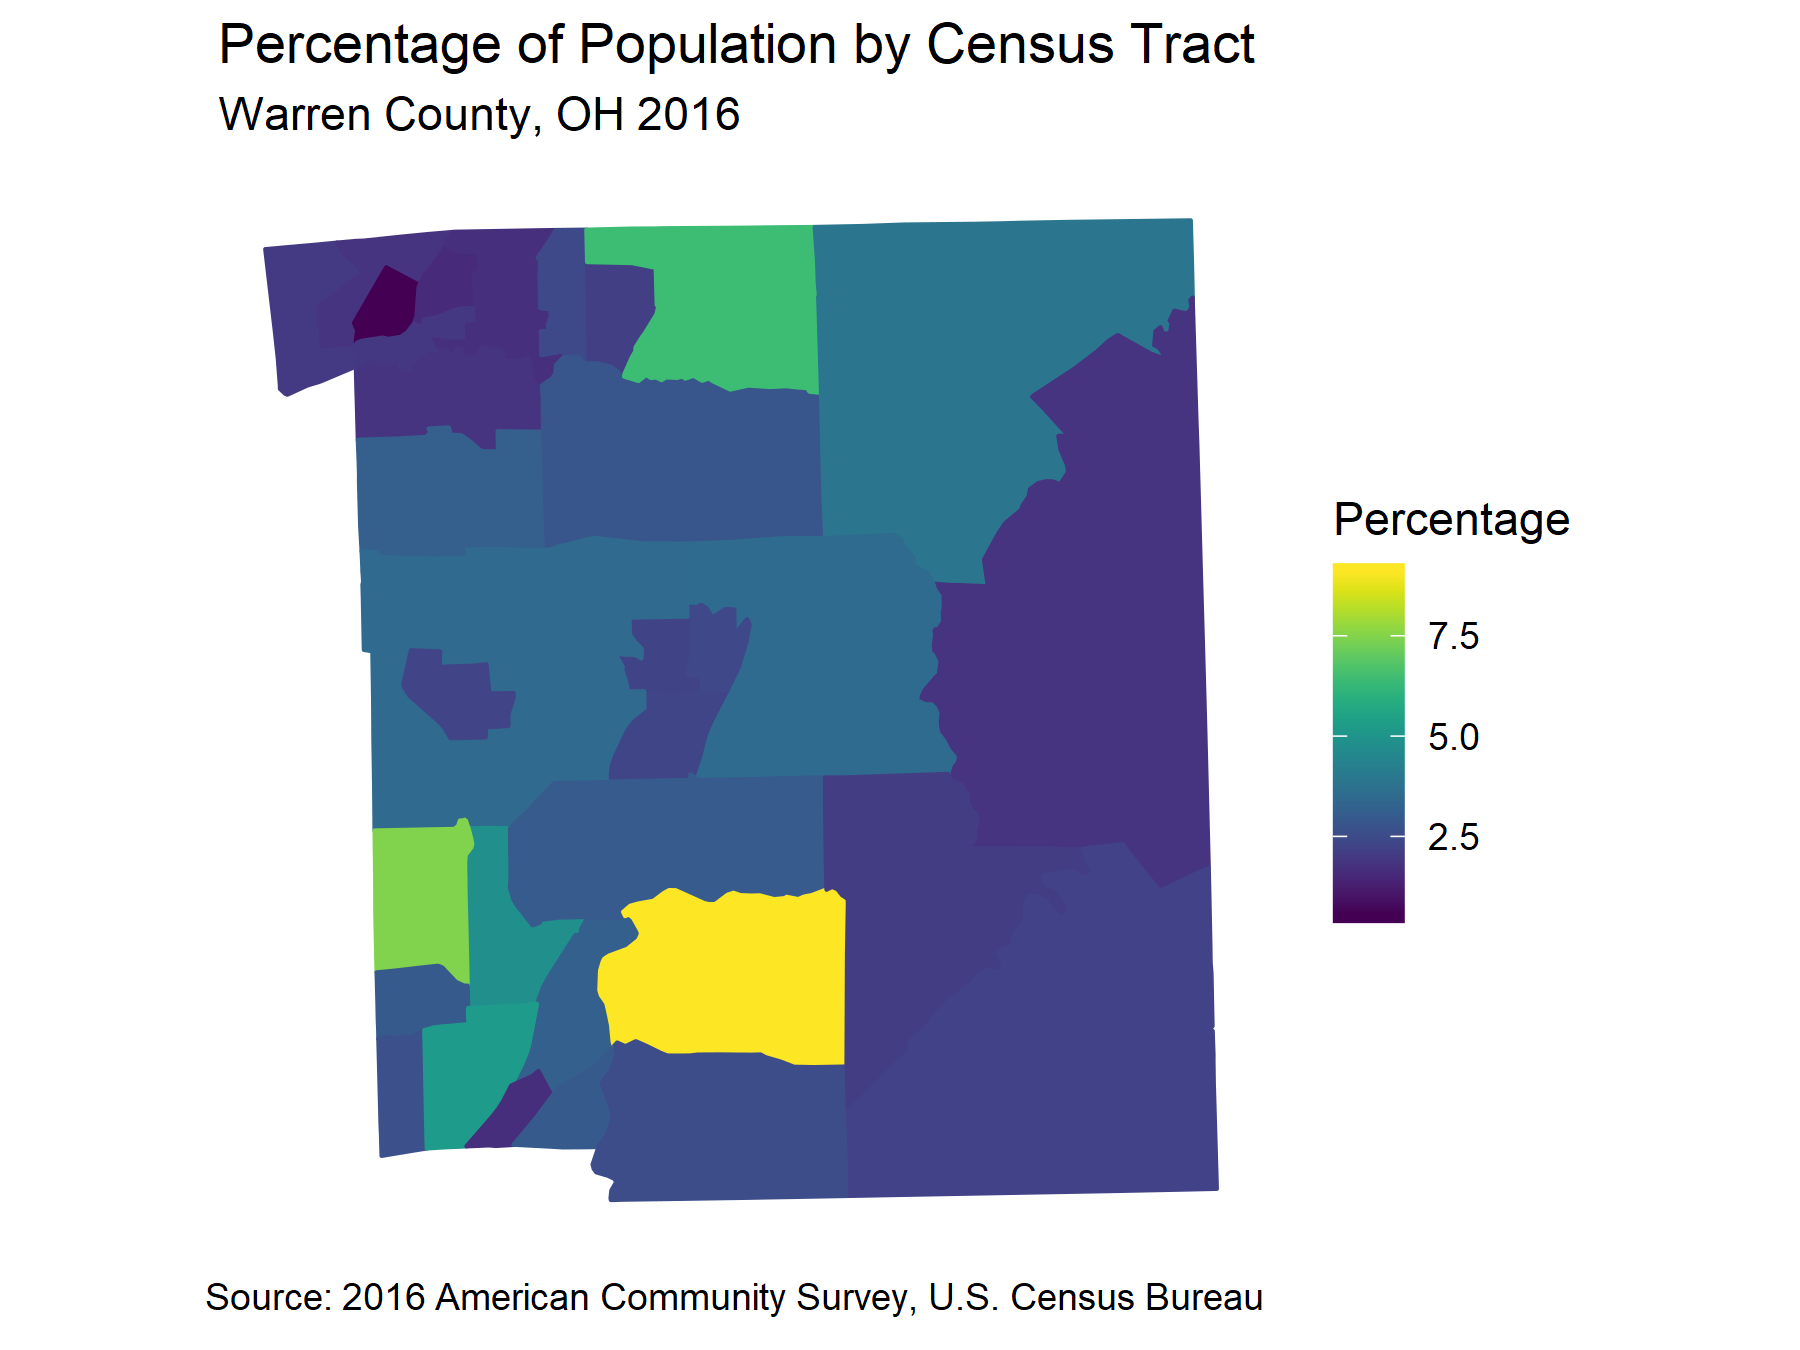 Percentage of Population by Census Tract
Warren County, OH 2016
Percentage
7.5
5.0
2.5
Source: 2016 American Community Survey, U.S. Census Bureau